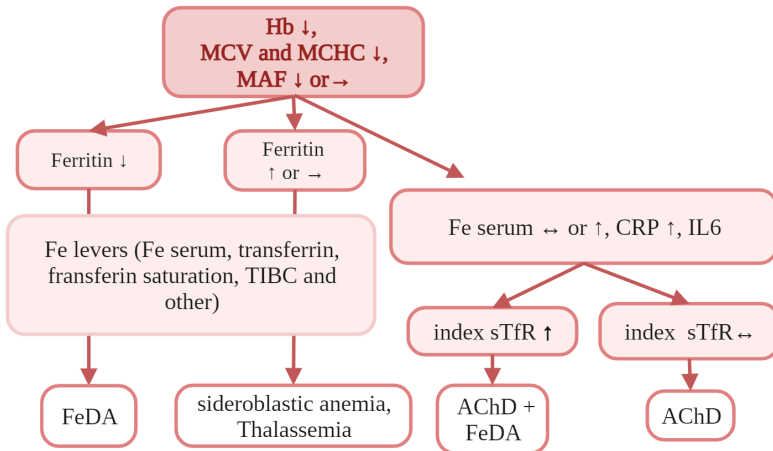 Hb ↓,
MCV and MCHC ↓,
MAF ↓ or→
Ferritin ↓
Ferritin
↑ or →
Fe serum ↔ or ↑, CRP ↑, IL6
Fe levers (Fe serum, transferrin,
fransferin saturation, TIBC and
other)
index sTfR ↑
index sTfR↔
FeDA
sideroblastic anemia,
Thalassemia
AChD +
FeDA
AChD